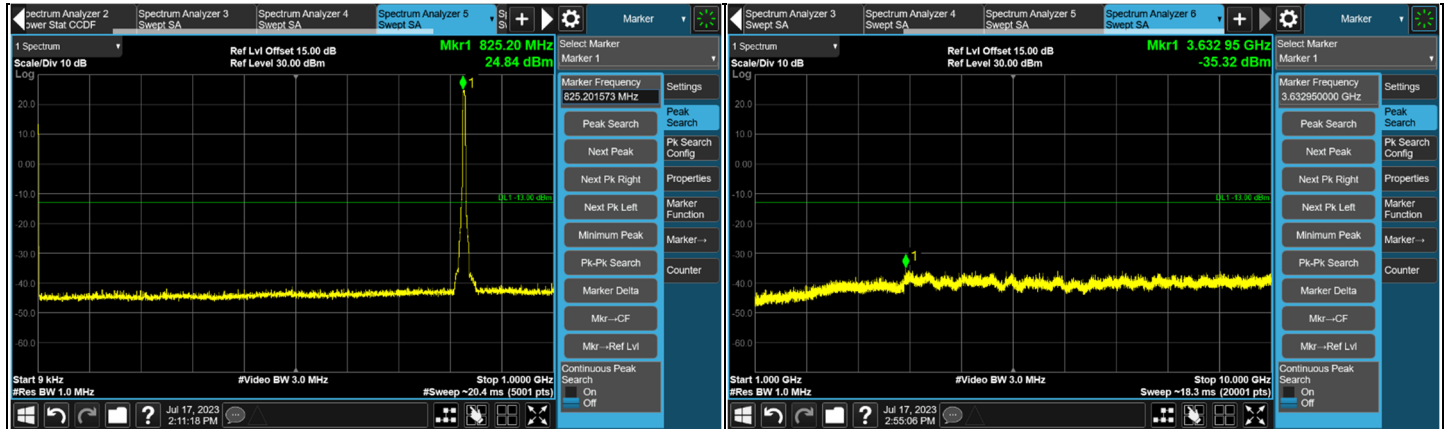 pectrum Analyzer 2
ower Stat CCDF
Spectrum Analyzer 3
Swept SA
Spectrum Analyzer 4
Swept SA
Spectrum Analyzer 5
Swept SA
Marker
1 Spectrum
Scale/Div 10 dB
Log
Ref Lvl Offset 15.00 dB
Ref Level 30.00 dBm
Mkr1 825.20 MHz
24.84 dBm
1
20.0
10.0
0.00
-10.0
-20.0
-30.0
-40.0
-50.0
-60.0
DL1 -13.00 dBm
Start 9 kHz
#Res BW 1.0 MHz
#Video BW 3.0 MHz
Stop 1.0000 GHz
#Sweep ~20.4 ms (5001 pts)
Select Marker
Marker 1
Marker Frequency
825.201573 MHz
Peak Search
Next Peak
Next Pk Right
Next Pk Left
Minimum Peak
Pk-Pk Search
Marker Delta
Mkr→CF
Mkr→Ref Lvl
Continuous Peak
Search
On
Off
Settings
Peak
Search
Pk Search
Config
Properties
Marker
Function
Marker→
Counter
?
Jul 17, 2023
2:11:18 PM
Spectrum Analyzer 3
Swept SA
Spectrum Analyzer 4
Swept SA
Spectrum Analyzer 5
Swept SA
Spectrum Analyzer 6
Swept SA
Marker
1 Spectrum
Scale/Div 10 dB
Log
Ref Lvl Offset 15.00 dB
Ref Level 30.00 dBm
Mkr1 3.632 95 GHz
-35.32 dBm
1
20.0
10.0
0.00
-10.0
-20.0
-30.0
-40.0
-50.0
-60.0
DL1 -13.00 dBm
Start 1.000 GHz
#Res BW 1.0 MHz
#Video BW 3.0 MHz
Stop 10.000 GHz
Sweep ~18.3 ms (20001 pts)
Select Marker
Marker 1
Marker Frequency
3.632950000 GHz
Peak Search
Next Peak
Next Pk Right
Next Pk Left
Minimum Peak
Pk-Pk Search
Marker Delta
Mkr→CF
Mkr→Ref Lvl
Continuous Peak
Search
On
Off
Settings
Peak
Search
Pk Search
Config
Properties
Marker
Function
Marker→
Counter
?
Jul 17, 2023
2:55:06 PM